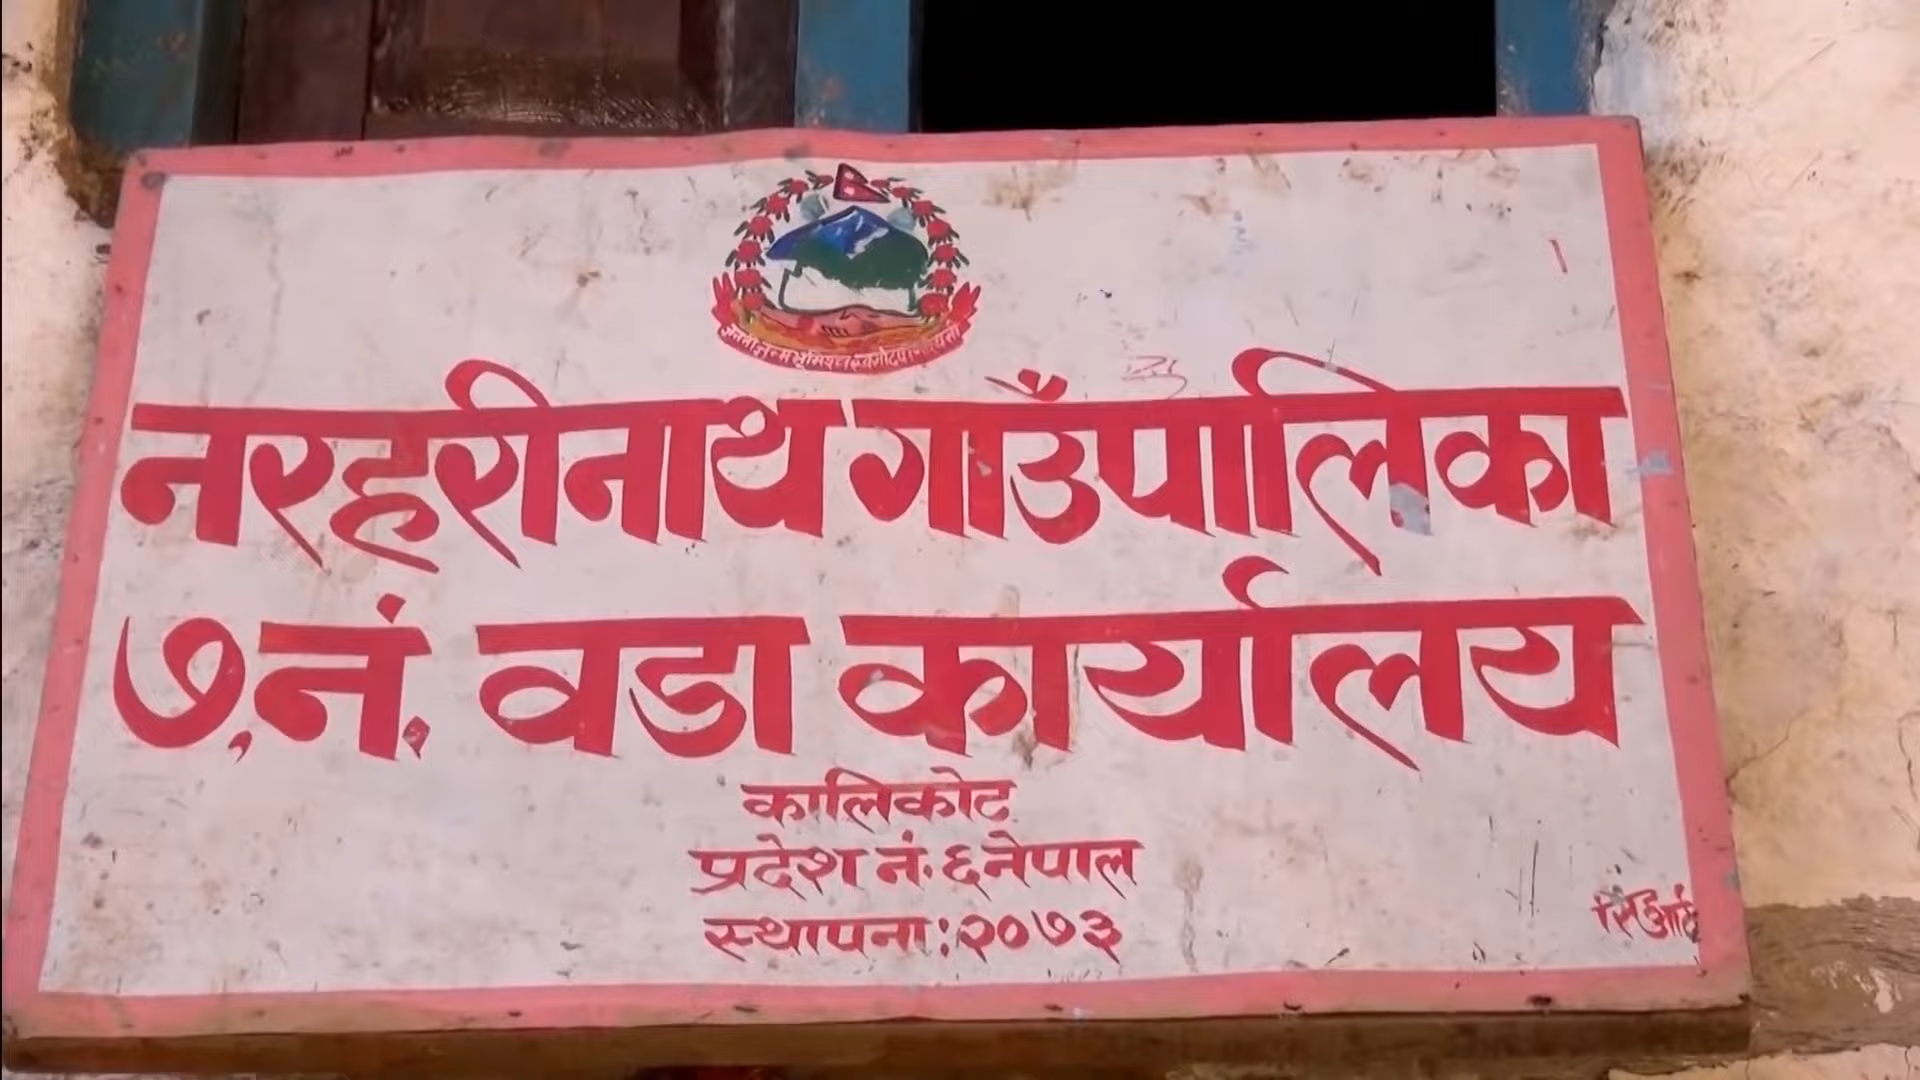 नरहरीनाथ गाउँपालिका
७.नं. वडा कार्यालय
कालिकोट
प्रदेश नं. ६ नेपाल
स्थापना : २०७३